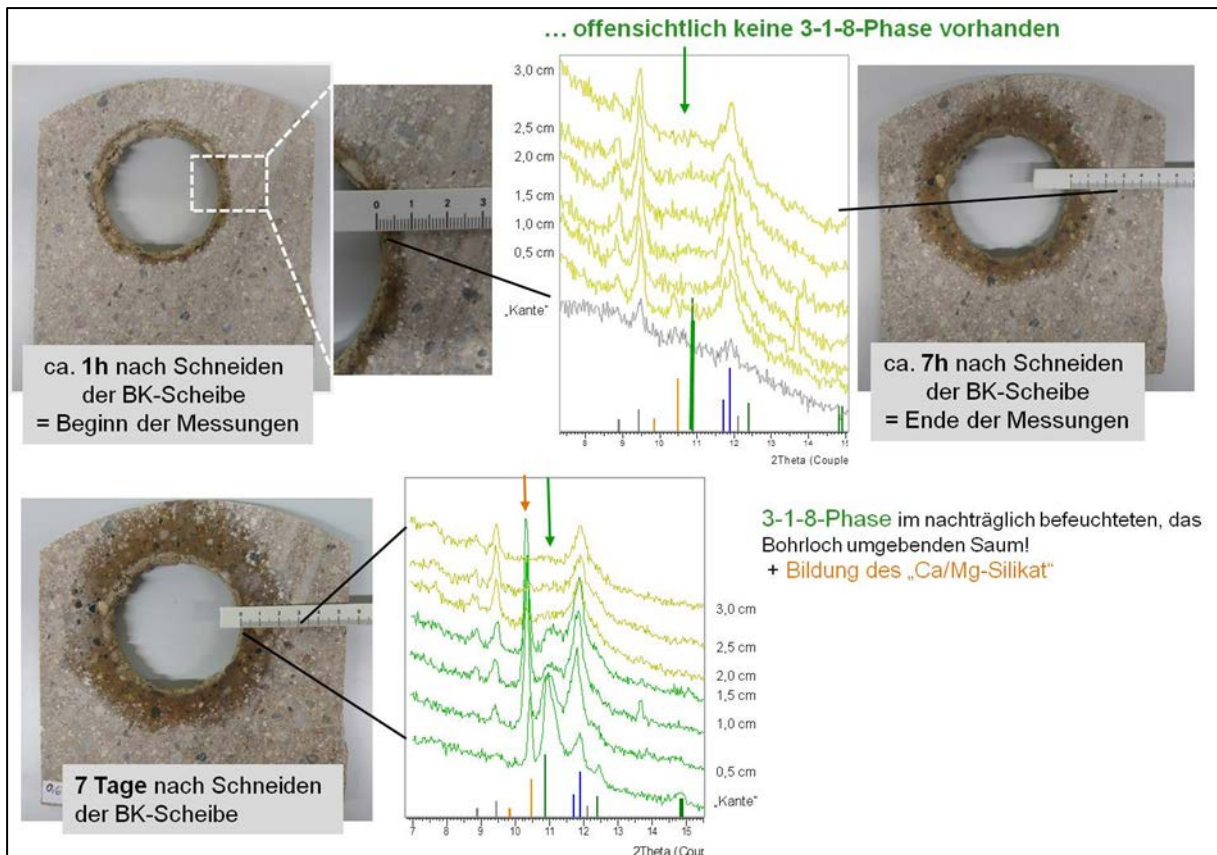 ... offensichtlich keine 3-1-8-Phase vorhanden
3,0 cm
2,5 cm
2,0 cm
1,5 cm
1,0 cm
0,5 cm
„Kante“
8 9 10 11 12 13 14 15
2Theta (Couple
0 1 2 3
ca. 1h nach Schneiden
der BK-Scheibe
= Beginn der Messungen
ca. 7h nach Schneiden
der BK-Scheibe
= Ende der Messungen
3-1-8-Phase im nachträglich befeuchteten, das
Bohrloch umgebenden Saum!
+ Bildung des „Ca/Mg-Silikat“
3,0 cm
2,5 cm
2,0 cm
1,5 cm
1,0 cm
0,5 cm
„Kante“
7 8 9 10 11 12 13 14 15
2Theta (Cour
7 Tage nach Schneiden
der BK-Scheibe